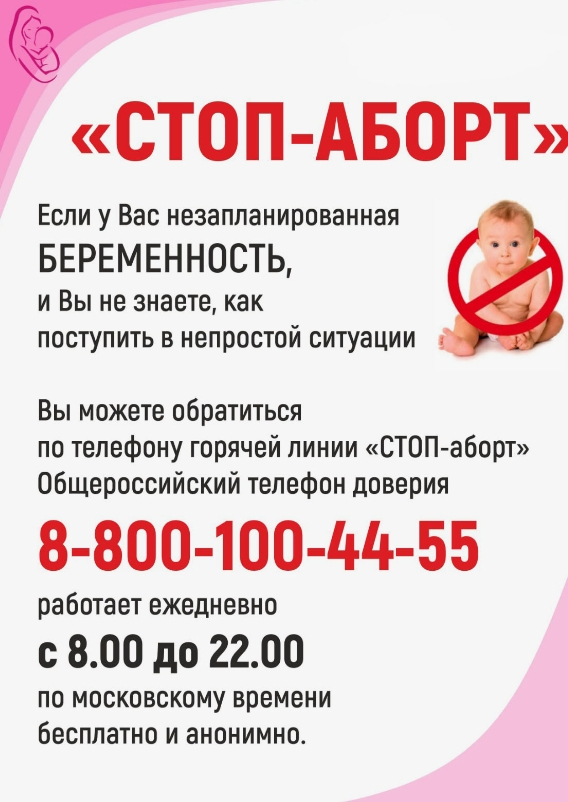 «СТОП-АБОРТ»
Если у Вас незапланированная
БЕРЕМЕННОСТЬ,
и Вы не знаете, как
поступить в непростой ситуации
Вы можете обратиться
по телефону горячей линии «СТОП-аборт»
Общероссийский телефон доверия
8-800-100-44-55
работает ежедневно
с 8.00 до 22.00
по московскому времени
бесплатно и анонимно.